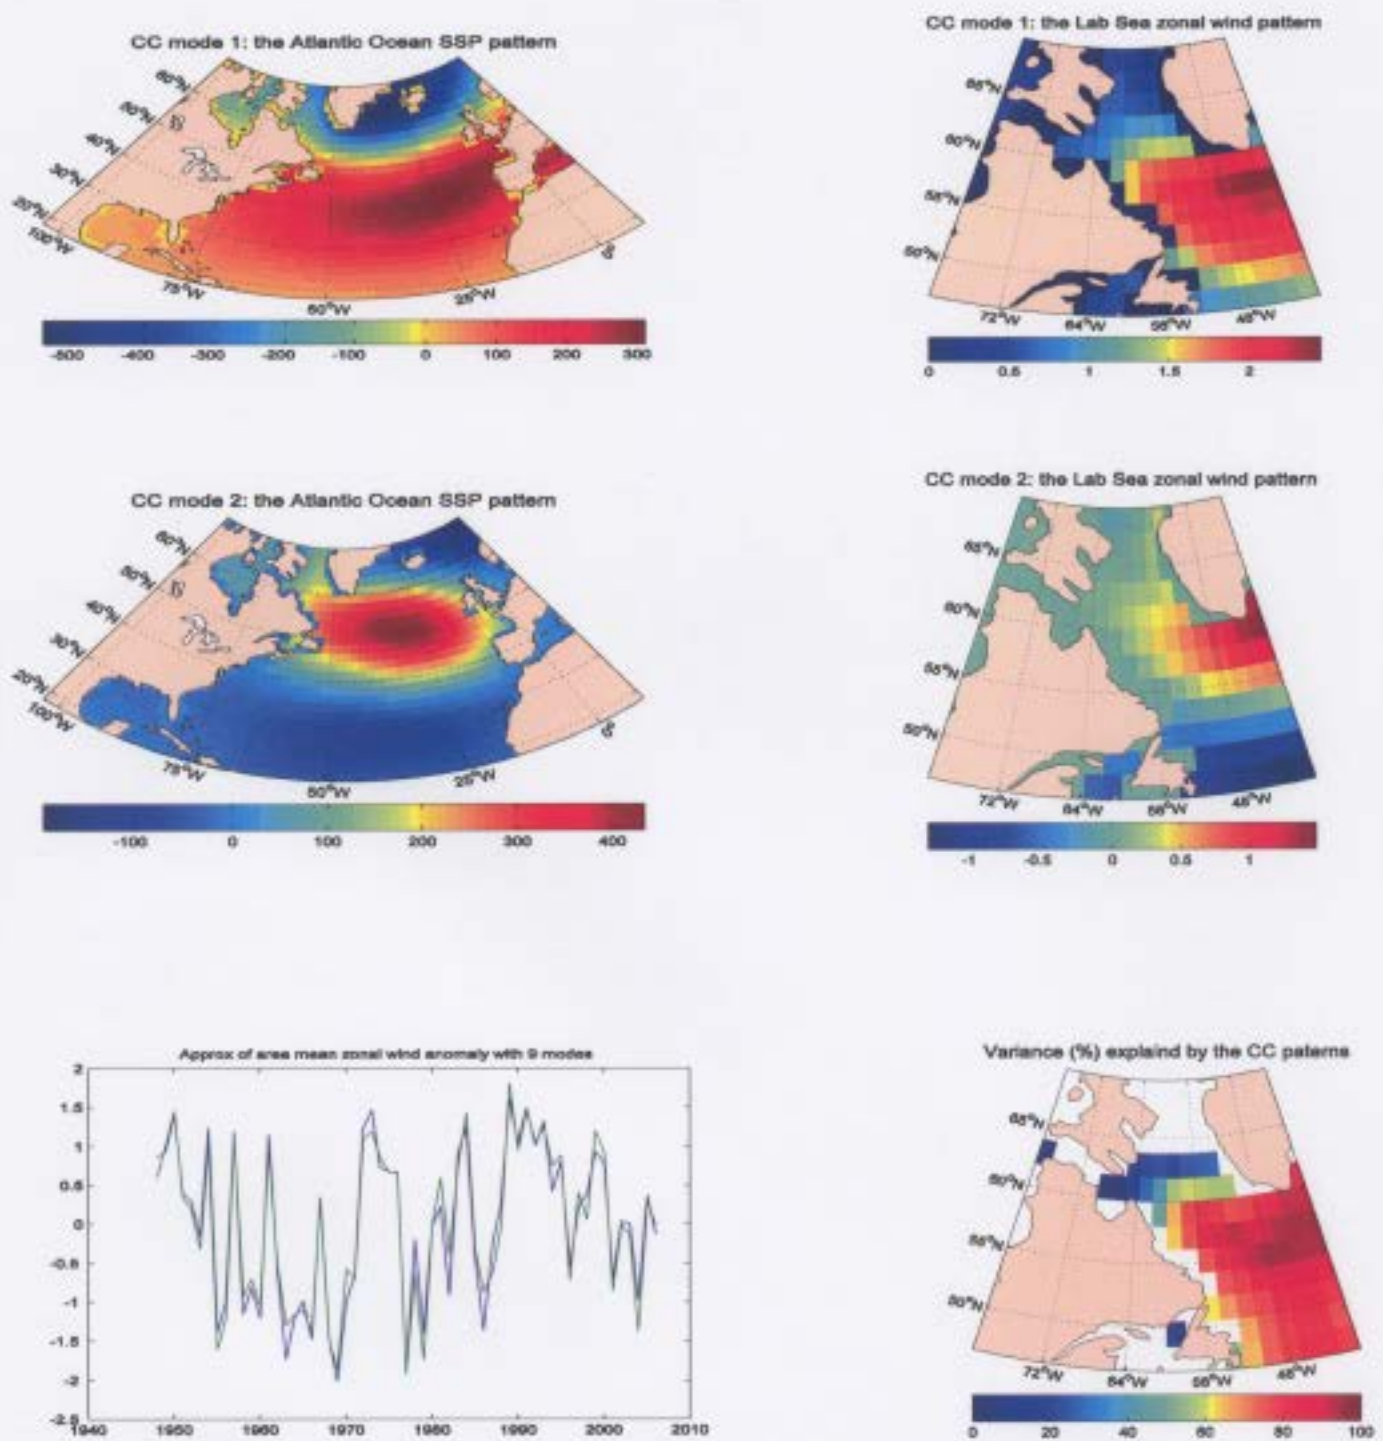 CC mode 1: the Atlantic Ocean SSP pattern
60°N
50°N
40°N
30°N
20°N
100°W
75°W
50°W
25°W
-500 -400 -300 -200 -100 0 100 200 300
CC mode 1: the Lab Sea zonal wind pattern
65°N
60°N
55°N
50°N
72°W
64°W
56°W
48°W
0 0.5 1 1.5 2
CC mode 2: the Atlantic Ocean SSP pattern
60°N
50°N
40°N
30°N
20°N
100°W
75°W
50°W
25°W
-100 0 100 200 300 400
CC mode 2: the Lab Sea zonal wind pattern
65°N
60°N
55°N
50°N
72°W
64°W
56°W
48°W
-1 -0.5 0 0.5 1
Approx of area mean zonal wind anomaly with 9 modes
2
1.5
1
0.5
0
-0.5
-1
-1.5
-2
-2.5
1940 1950 1960 1970 1980 1990 2000 2010
Variance (%) explaind by the CC paterns
65°N
60°N
55°N
50°N
72°W
64°W
56°W
48°W
0 20 40 60 80 100